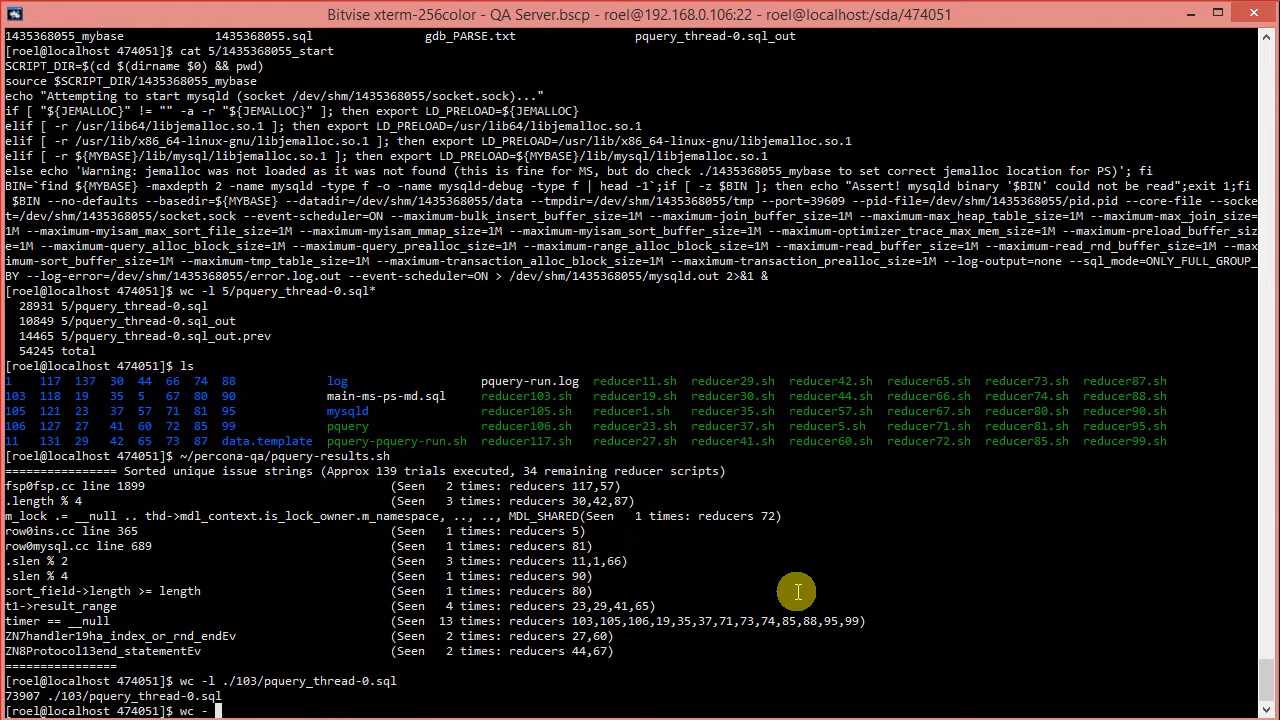 Bitvise xterm-256color - QA Server.bscp - roel@192.168.0.106:22 - roel@localhost:/sda/474051
1435368055_mybase 1435368055.sql gdb_PARSE.txt pquery_thread-0.sql_out
[roel@localhost 474051]$ cat 5/1435368055_start
SCRIPT_DIR=$(cd $(dirname $0) && pwd)
source $SCRIPT_DIR/1435368055_mybase
echo "Attempting to start mysqld (socket /dev/shm/1435368055/socket.sock)..."
if [ "${JEMALLOC}" != "" -a -r "${JEMALLOC}" ]; then export LD_PRELOAD=${JEMALLOC}
elif [ -r /usr/lib64/libjemalloc.so.1 ]; then export LD_PRELOAD=/usr/lib64/libjemalloc.so.1
elif [ -r /usr/lib/x86_64-linux-gnu/libjemalloc.so.1 ]; then export LD_PRELOAD=/usr/lib/x86_64-linux-gnu/libjemalloc.so.1
elif [ -r ${MYBASE}/lib/mysql/libjemalloc.so.1 ]; then export LD_PRELOAD=${MYBASE}/lib/mysql/libjemalloc.so.1
else echo 'Warning: jemalloc was not loaded as it was not found (this is fine for MS, but do check ./1435368055_mybase to set correct jemalloc location for PS)'; fi
BIN=`find ${MYBASE} -maxdepth 2 -name mysqld -type f -o -name mysqld-debug -type f | head -1`;if [ -z $BIN ]; then echo "Assert! mysqld binary '$BIN' could not be read";exit 1;fi
$BIN --no-defaults --basedir=${MYBASE} --datadir=/dev/shm/1435368055/data --tmpdir=/dev/shm/1435368055/tmp --port=39609 --pid-file=/dev/shm/1435368055/pid.pid --core-file --socke
t=/dev/shm/1435368055/socket.sock --event-scheduler=ON --maximum-bulk_insert_buffer_size=1M --maximum-join_buffer_size=1M --maximum-max_heap_table_size=1M --maximum-max_join_size=
1M --maximum-myisam_max_sort_file_size=1M --maximum-myisam_mmap_size=1M --maximum-myisam_sort_buffer_size=1M --maximum-optimizer_trace_max_mem_size=1M --maximum-preload_buffer_siz
e=1M --maximum-query_alloc_block_size=1M --maximum-query_prealloc_size=1M --maximum-range_alloc_block_size=1M --maximum-read_buffer_size=1M --maximum-read_rnd_buffer_size=1M --max
imum-sort_buffer_size=1M --maximum-tmp_table_size=1M --maximum-transaction_alloc_block_size=1M --maximum-transaction_prealloc_size=1M --log-output=none --sql_mode=ONLY_FULL_GROUP_
BY --log-error=/dev/shm/1435368055/error.log.out --event-scheduler=ON > /dev/shm/1435368055/mysqld.out 2>&1 &
[roel@localhost 474051]$ wc -l 5/pquery_thread-0.sql*
28931 5/pquery_thread-0.sql
10849 5/pquery_thread-0.sql_out
14465 5/pquery_thread-0.sql_out.prev
54245 total
[roel@localhost 474051]$ ls
1 117 137 30 44 66 74 88 log pquery-run.log reducer11.sh reducer29.sh reducer42.sh reducer65.sh reducer73.sh reducer87.sh
103 118 19 35 5 67 80 90 main-ms-ps-md.sql reducer103.sh reducer19.sh reducer30.sh reducer44.sh reducer66.sh reducer74.sh reducer88.sh
105 121 23 37 57 71 81 95 mysqld reducer105.sh reducer1.sh reducer35.sh reducer57.sh reducer67.sh reducer80.sh reducer90.sh
106 127 27 41 60 72 85 99 pquery reducer106.sh reducer23.sh reducer37.sh reducer5.sh reducer71.sh reducer81.sh reducer95.sh
11 131 29 42 65 73 87 data.template pquery-pquery-run.sh reducer117.sh reducer27.sh reducer41.sh reducer60.sh reducer72.sh reducer85.sh reducer99.sh
[roel@localhost 474051]$ ~/percona-qa/pquery-results.sh
================ Sorted unique issue strings (Approx 139 trials executed, 34 remaining reducer scripts)
fsp0fsp.cc line 1899 (Seen 2 times: reducers 117,57)
.length % 4 (Seen 3 times: reducers 30,42,87)
m_lock .= __null .. thd->mdl_context.is_lock_owner.m_namespace, .., .., MDL_SHARED(Seen 1 times: reducers 72)
row0ins.cc line 365 (Seen 1 times: reducers 5)
row0mysql.cc line 689 (Seen 1 times: reducers 81)
.slen % 2 (Seen 3 times: reducers 11,1,66)
.slen % 4 (Seen 1 times: reducers 90)
sort_field->length >= length (Seen 1 times: reducers 80)
t1->result_range (Seen 4 times: reducers 23,29,41,65)
timer == __null (Seen 13 times: reducers 103,105,106,19,35,37,71,73,74,85,88,95,99)
ZN7handler19ha_index_or_rnd_endEv (Seen 2 times: reducers 27,60)
ZN8Protocol13end_statementEv (Seen 2 times: reducers 44,67)
================
[roel@localhost 474051]$ wc -l ./103/pquery_thread-0.sql
73907 ./103/pquery_thread-0.sql
[roel@localhost 474051]$ wc -